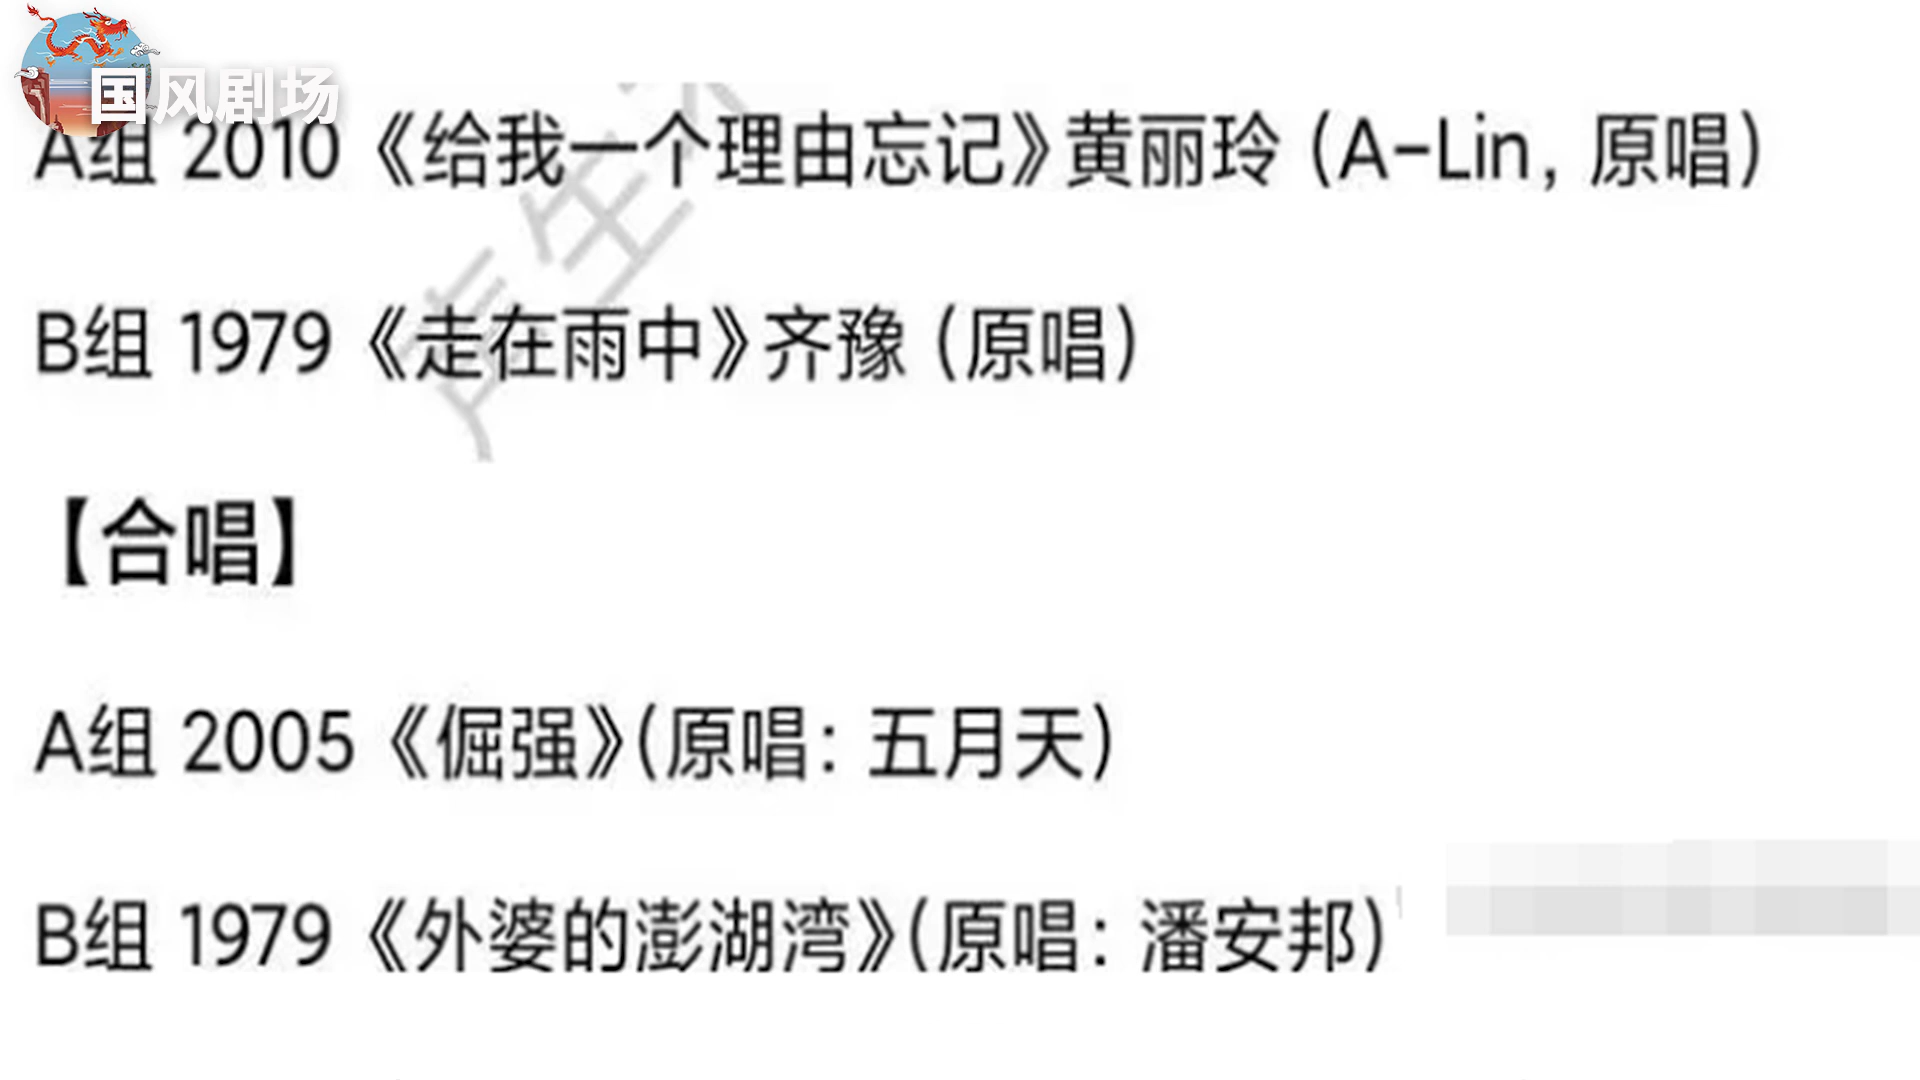 国风剧场
A组 2010《给我一个理由忘记》黄丽玲（A-Lin，原唱）
B组 1979《走在雨中》齐豫（原唱）
【合唱】
A组 2005《倔强》（原唱：五月天）
B组 1979《外婆的澎湖湾》（原唱：潘安邦）